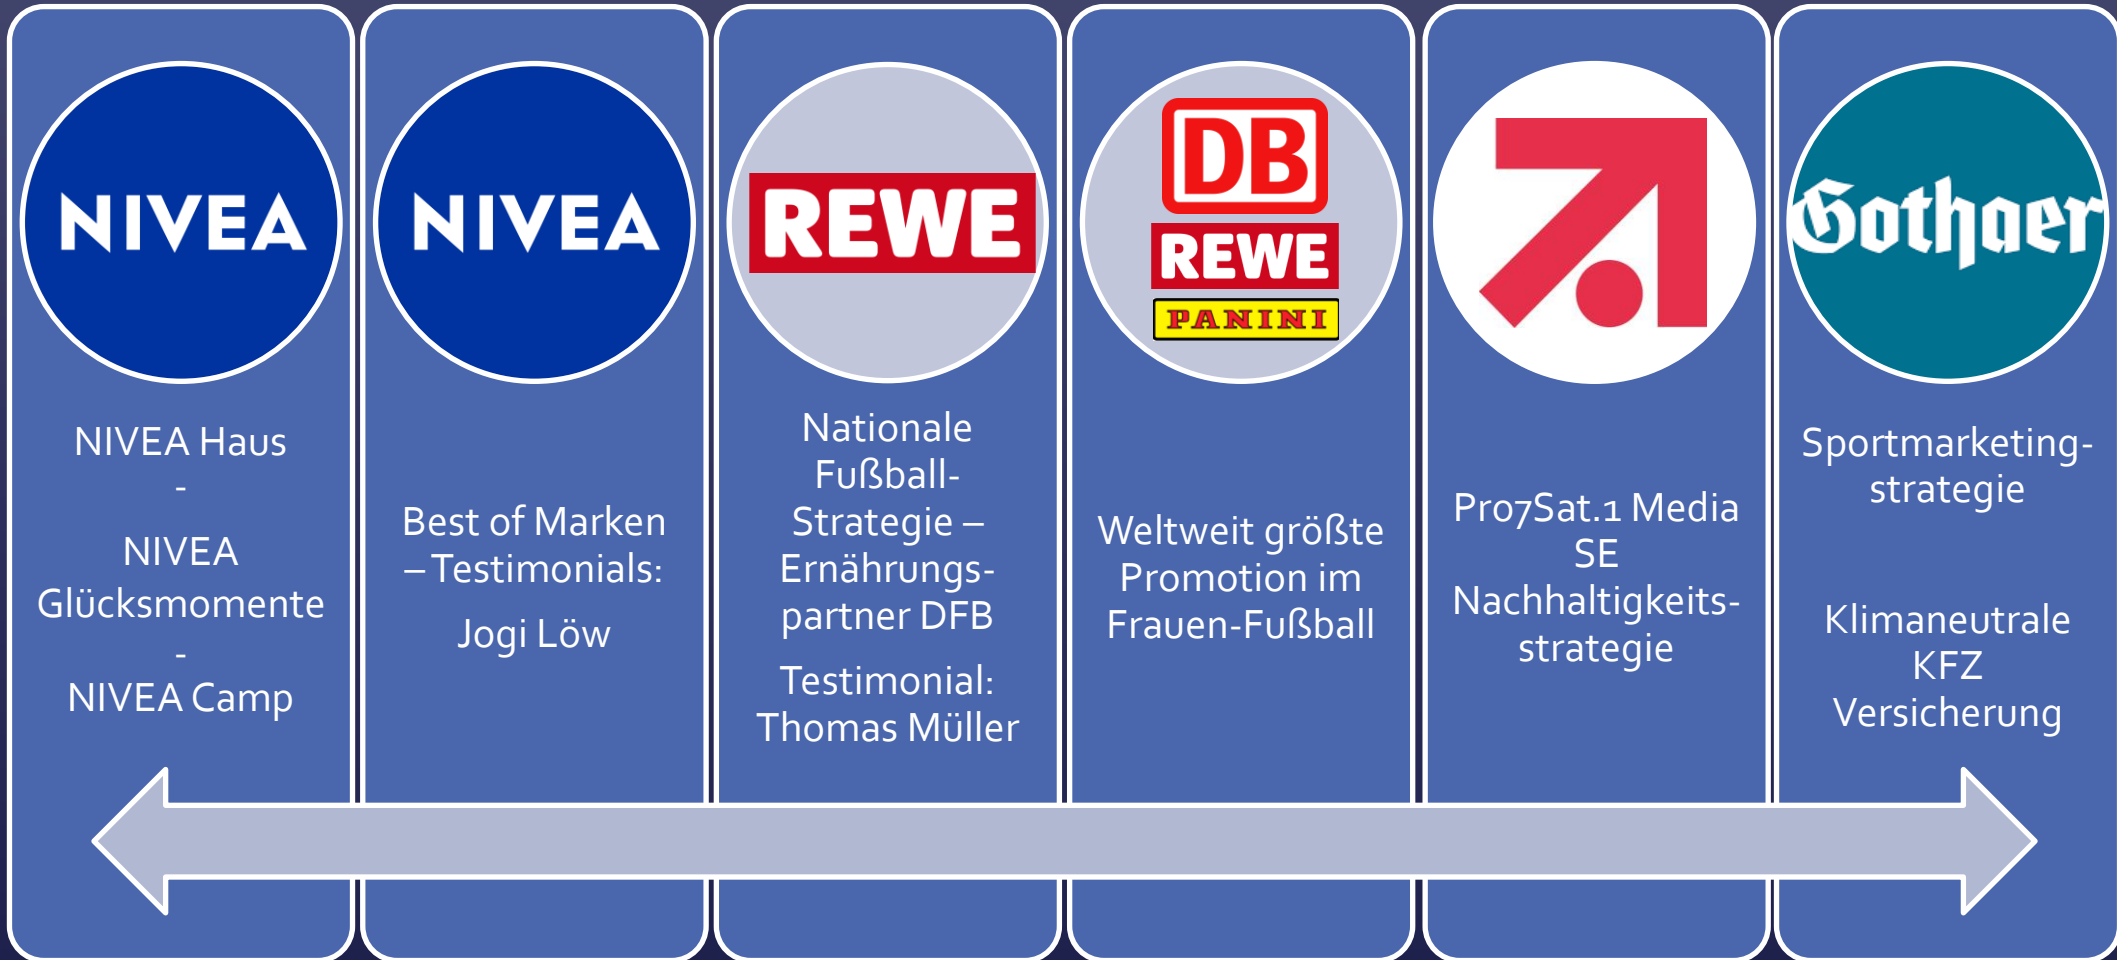 NIVEA
NIVEA Haus
-
NIVEA
Glücksmomente
-
NIVEA Camp
NIVEA
Best of Marken
– Testimonials:
Jogi Löw
REWE
Nationale
Fußball-
Strategie –
Ernährungs-
partner DFB
Testimonial:
Thomas Müller
DB
REWE
PANINI
Weltweit größte
Promotion im
Frauen-Fußball
Pro7Sat.1 Media
SE
Nachhaltigkeits-
strategie
Gothaer
Sportmarketing-
strategie
Klimaneutrale
KFZ
Versicherung